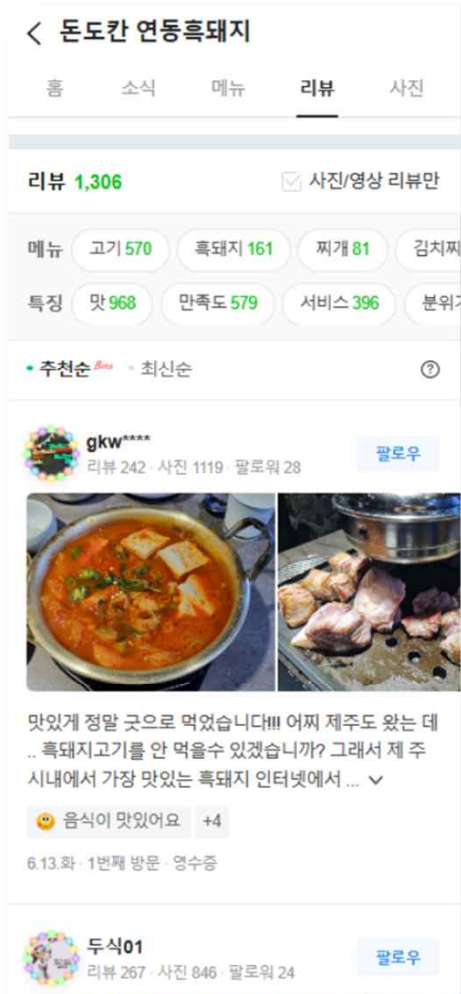 돈도칸 연동흑돼지
홈 소식 메뉴 리뷰 사진
리뷰 1,306 사진/영상 리뷰만
메뉴 고기 570 흑돼지 161 찌개 81 김치찌
특징 맛 968 만족도 579 서비스 396 분위
추천순 Beta 최신순
gkw****
리뷰 242 · 사진 1119 · 팔로워 28
팔로우
맛있게 정말 굿으로 먹었습니다!!! 어찌 제주도 왔는 데
.. 흑돼지고기를 안 먹을수 있겠습니까? 그래서 제 주
시내에서 가장 맛있는 흑돼지 인터넷에서 ...
음식이 맛있어요 +4
6.13.화 · 1번째 방문 · 영수증
두식01
리뷰 267 · 사진 846 · 팔로워 24
팔로우